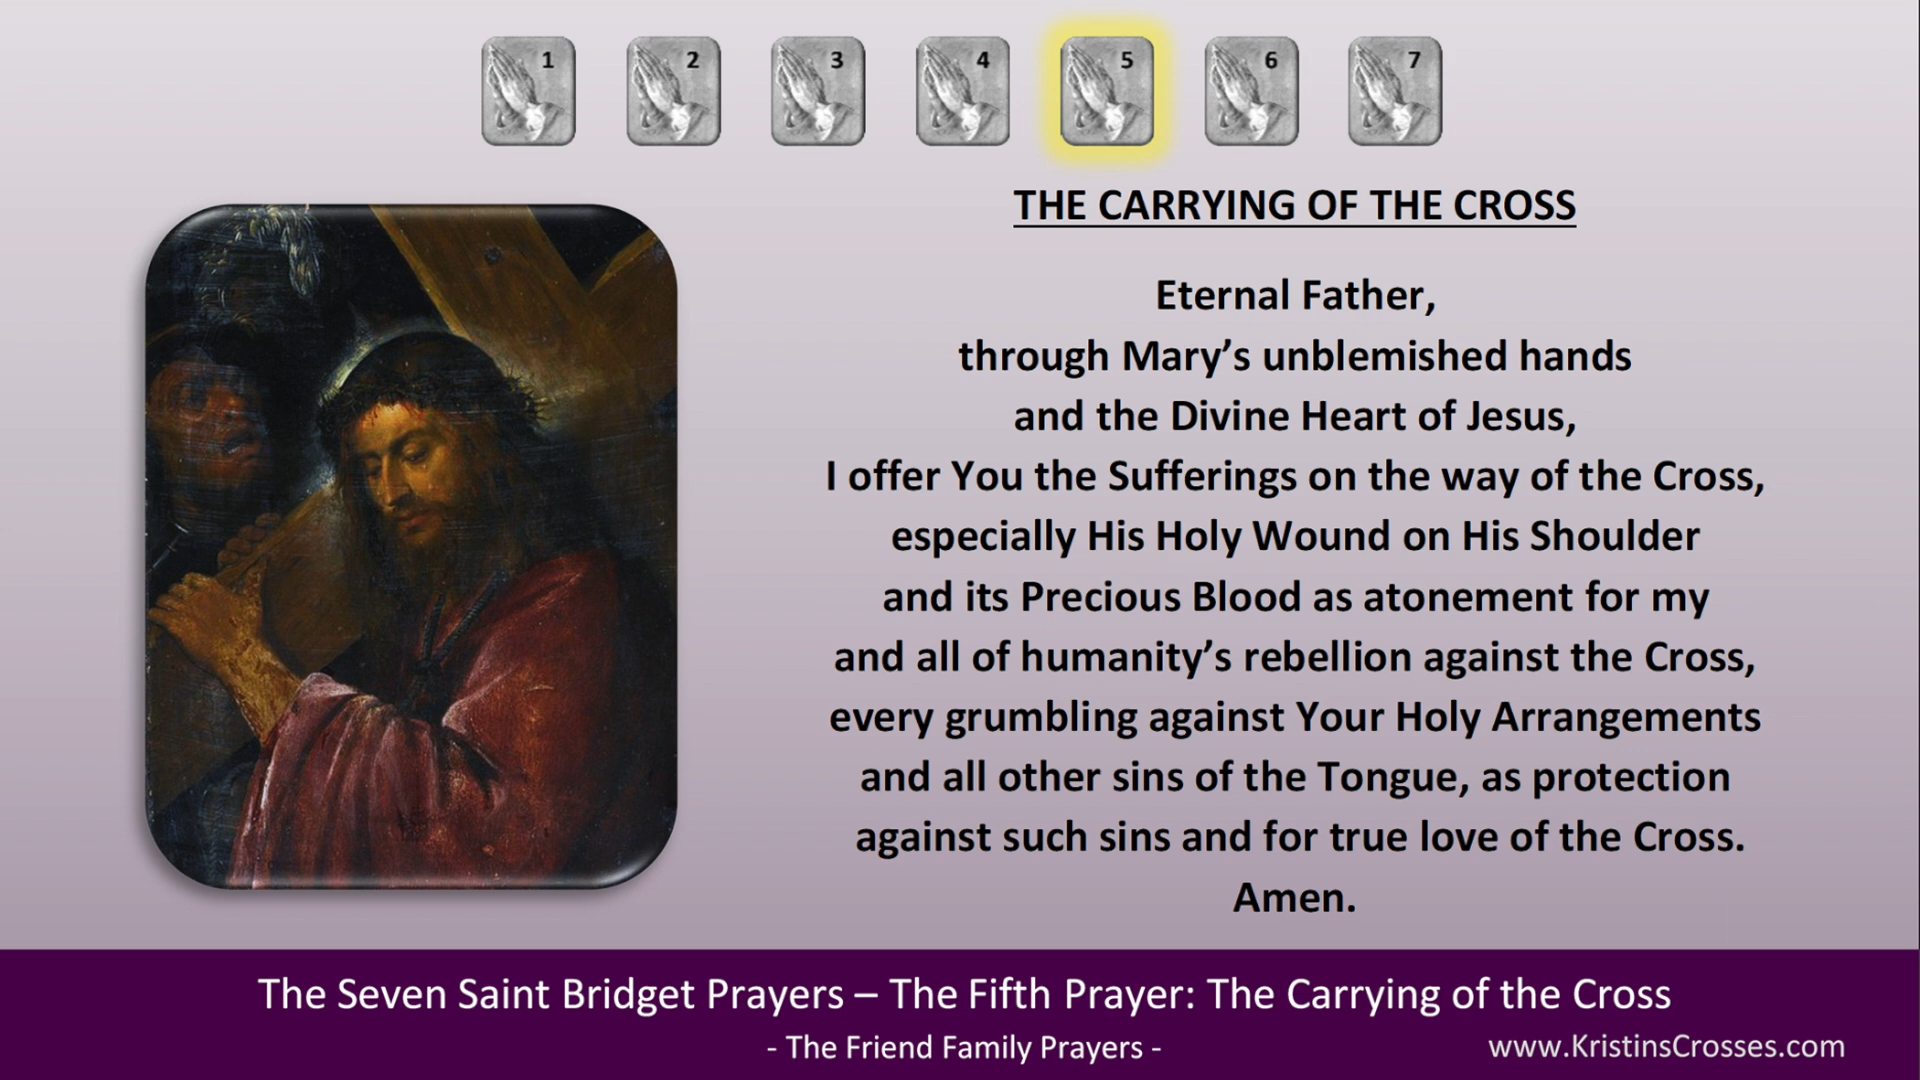 1 2 3 4 5 6 7
THE CARRYING OF THE CROSS
Eternal Father,
through Mary’s unblemished hands
and the Divine Heart of Jesus,
I offer You the Sufferings on the way of the Cross,
especially His Holy Wound on His Shoulder
and its Precious Blood as atonement for my
and all of humanity’s rebellion against the Cross,
every grumbling against Your Holy Arrangements
and all other sins of the Tongue, as protection
against such sins and for true love of the Cross.
Amen.
The Seven Saint Bridget Prayers – The Fifth Prayer: The Carrying of the Cross
- The Friend Family Prayers -
www.KristinsCrosses.com